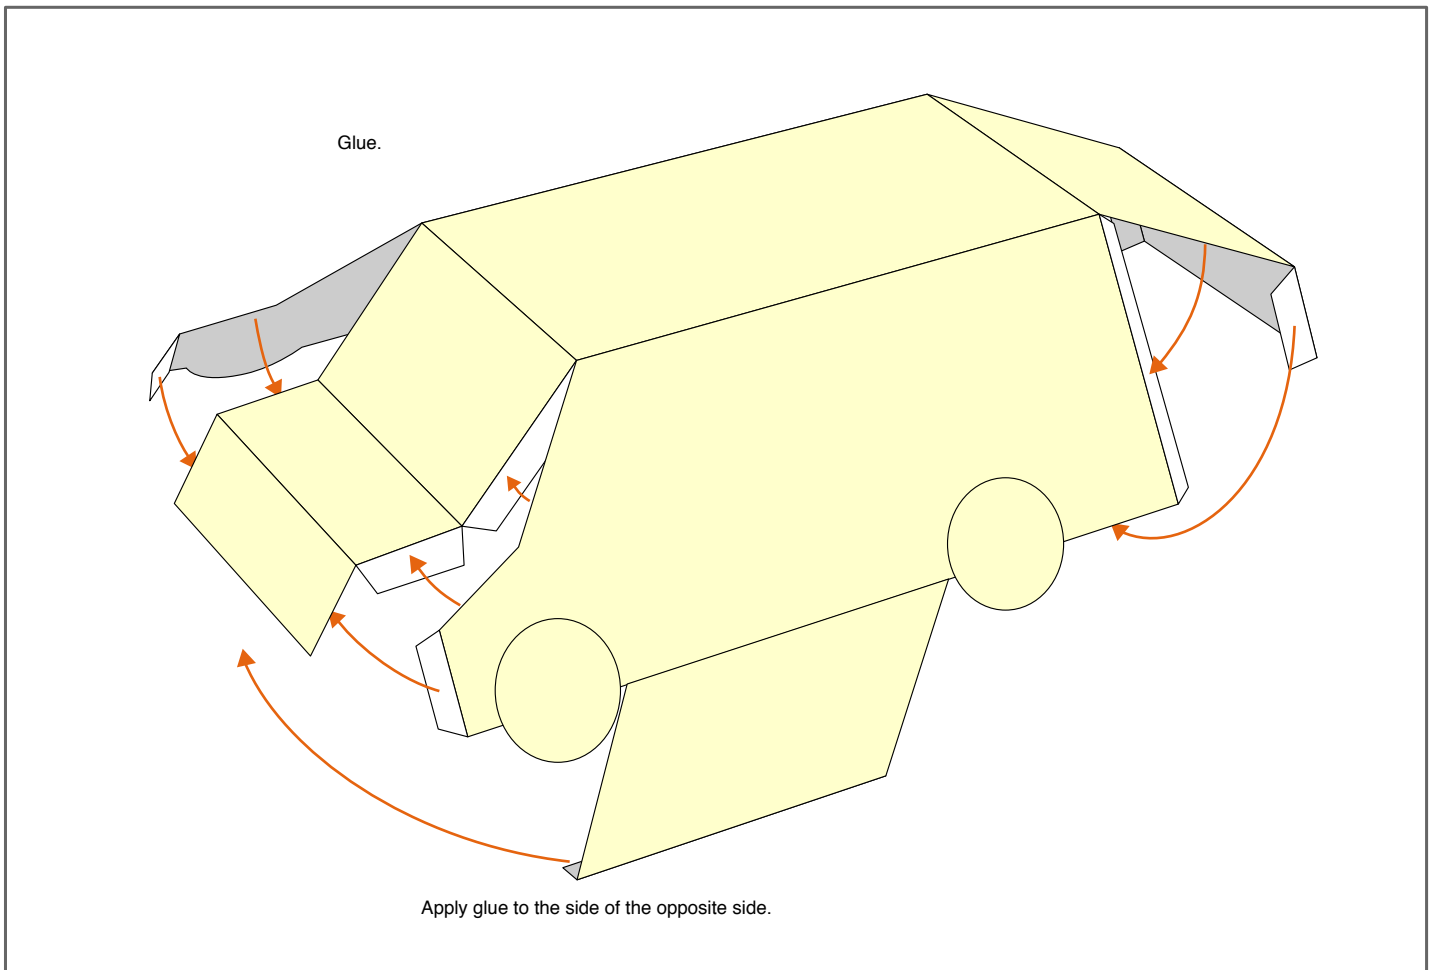 Glue.
Apply glue to the side of the opposite side.